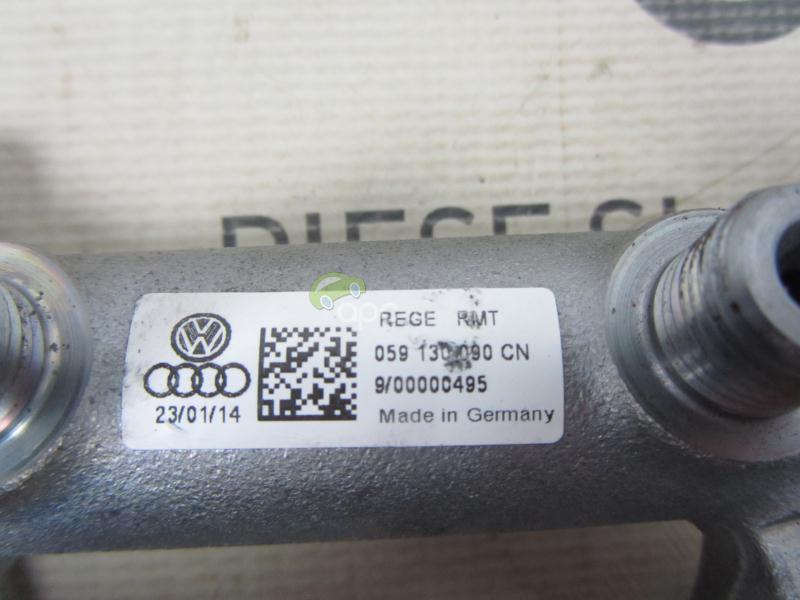 REGE RMT
059 130 090 CN
9/00000495
23/01/14
Made in Germany